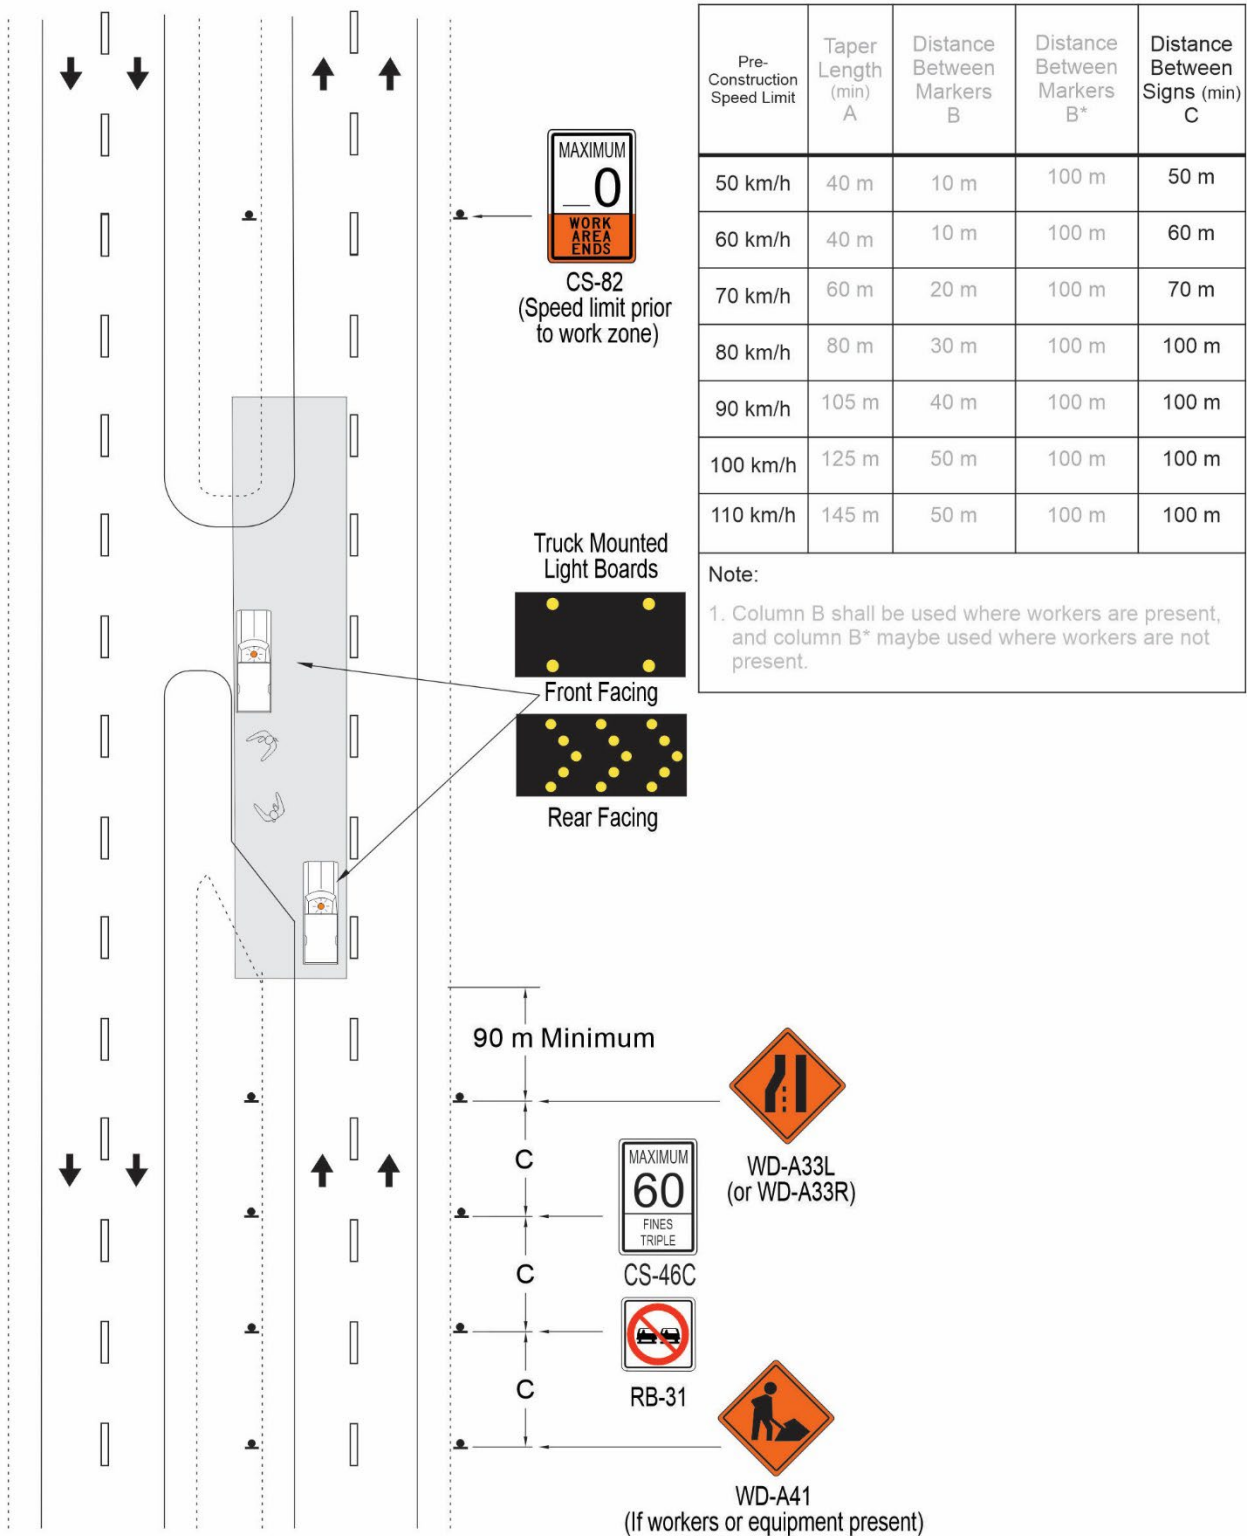 MAXIMUM
_0
WORK
AREA
ENDS
CS-82
(Speed limit prior
to work zone)
Pre-
Construction
Speed Limit
Taper
Length
(min)
A
Distance
Between
Markers
B
Distance
Between
Markers
B*
Distance
Between
Signs (min)
C
50 km/h 40 m 10 m 100 m 50 m
60 km/h 40 m 10 m 100 m 60 m
70 km/h 60 m 20 m 100 m 70 m
80 km/h 80 m 30 m 100 m 100 m
90 km/h 105 m 40 m 100 m 100 m
100 km/h 125 m 50 m 100 m 100 m
110 km/h 145 m 50 m 100 m 100 m
Note:
1. Column B shall be used where workers are present,
and column B* maybe used where workers are not
present.
Truck Mounted
Light Boards
Front Facing
Rear Facing
90 m Minimum
WD-A33L
(or WD-A33R)
C
MAXIMUM
60
FINES
TRIPLE
CS-46C
C
RB-31
C
WD-A41
(If workers or equipment present)